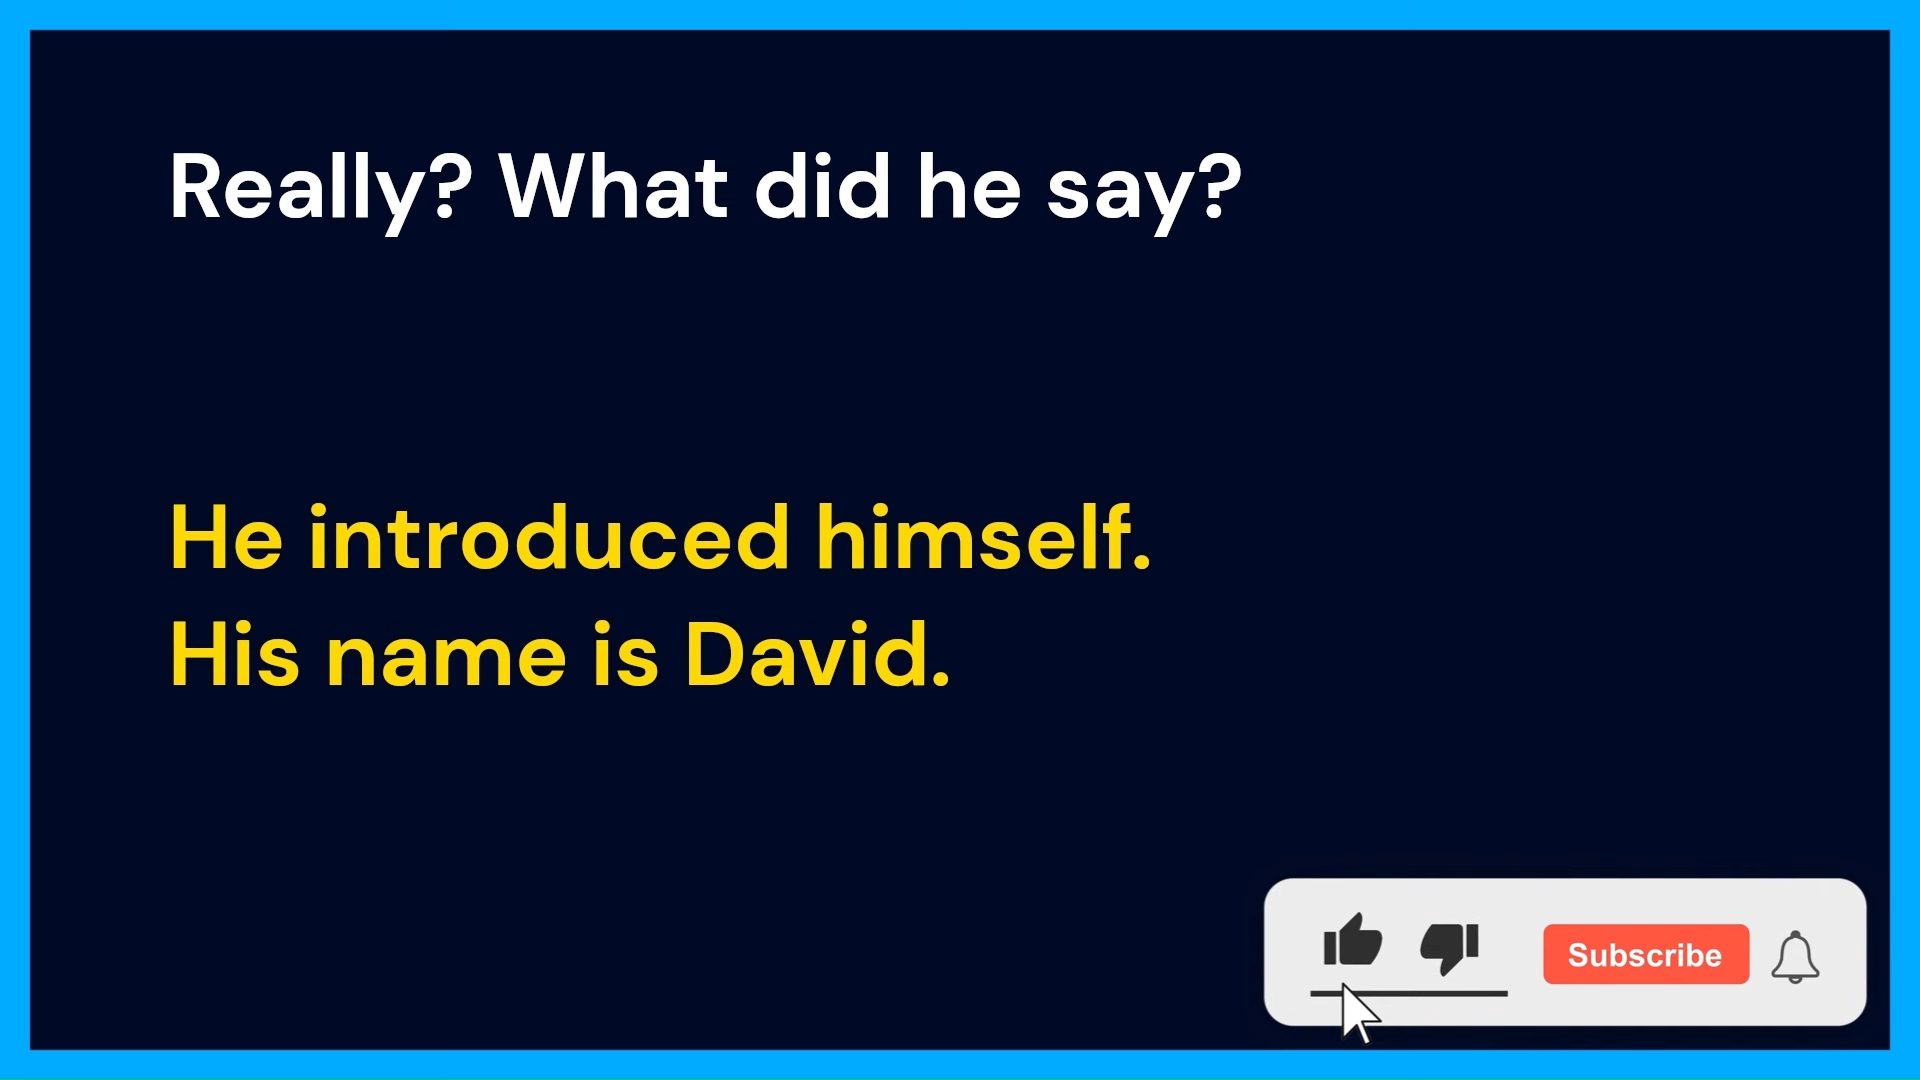 Really? What did he say?
He introduced himself.
His name is David.
Subscribe